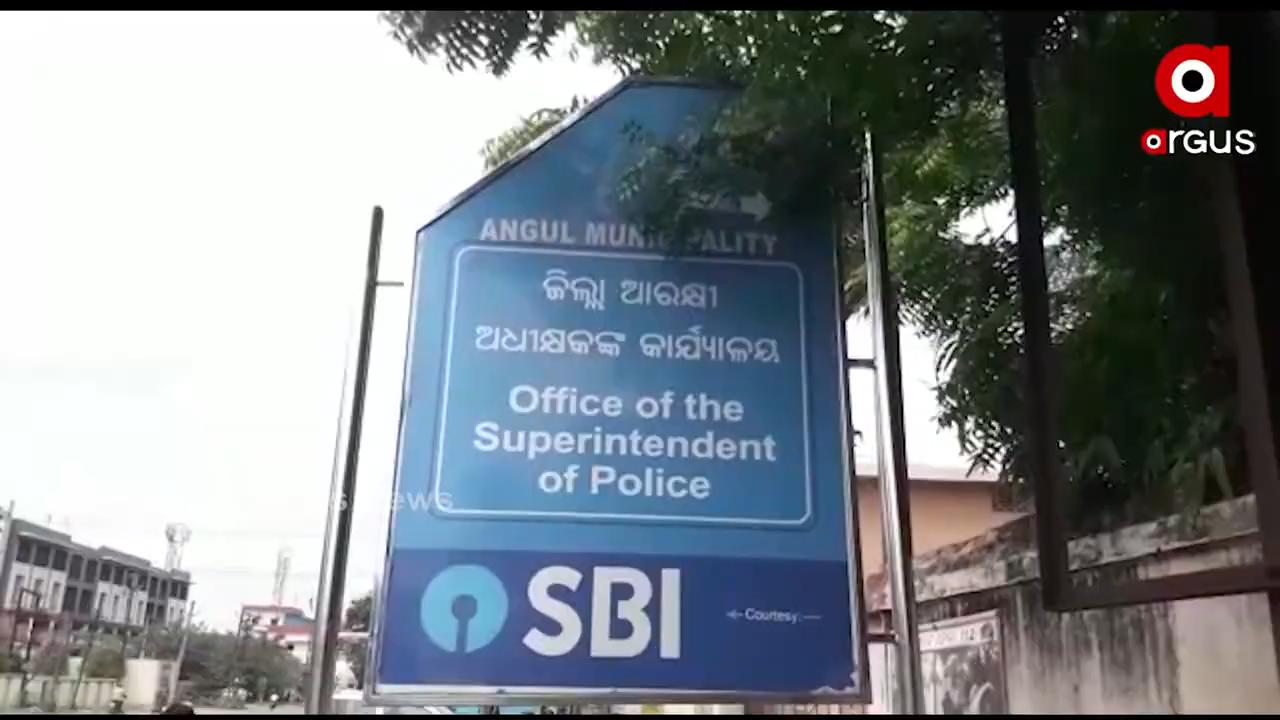 argus
ANGUL MUNICIPALITY
ଜିଲ୍ଲା ଆରକ୍ଷୀ
ଅଧୀକ୍ଷକଙ୍କ କାର୍ଯ୍ୟାଳୟ
Office of the
Superintendent
of Police
SBI
Courtesy: